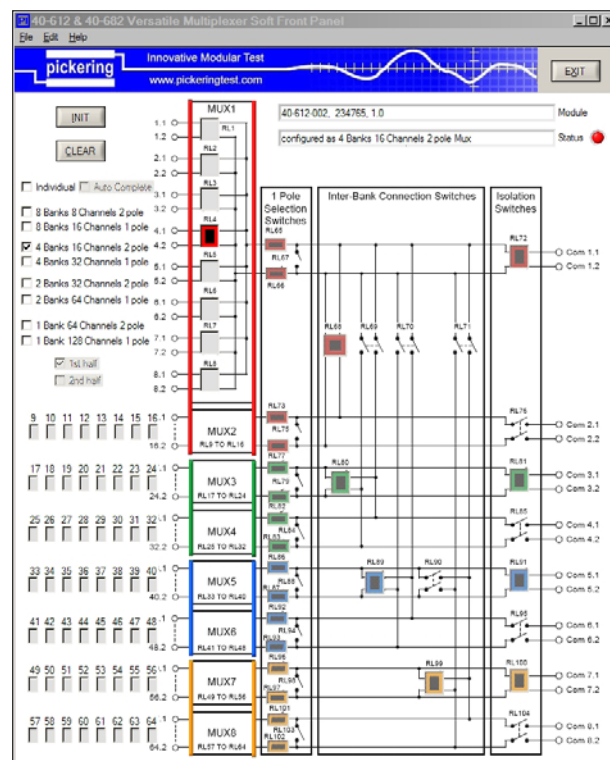 40-612 & 40-682 Versatile Multiplexer Soft Front Panel
File Edit Help
pickering
Innovative Modular Test
www.pickeringtest.com
EXIT
INIT
CLEAR
40-612-002, 234765, 1.0
Module
configured as 4 Banks 16 Channels 2 pole Mux
Status
Individual
Auto Complete
8 Banks 8 Channels 2 pole
8 Banks 16 Channels 1 pole
4 Banks 16 Channels 2 pole
4 Banks 32 Channels 1 pole
2 Banks 32 Channels 2 pole
2 Banks 64 Channels 1 pole
1 Bank 64 Channels 2 pole
1 Bank 128 Channels 1 pole
1st half
2nd half
MUX1
1.1
RL1
1.2
RL2
2.1
2.2
RL3
3.1
3.2
RL4
4.1
4.2
RL5
5.1
5.2
RL6
6.1
6.2
RL7
7.1
7.2
RL8
8.1
8.2
1 Pole Selection Switches
Inter-Bank Connection Switches
Isolation Switches
RL65
RL67
RL66
RL68
RL69
RL70
RL71
RL72
Com 1.1
Com 1.2
9 10 11 12 13 14 15 16.1
16.2
MUX2
RL9 TO RL16
RL73
RL75
RL76
Com 2.1
Com 2.2
17 18 19 20 21 22 23 24.1
24.2
MUX3
RL17 TO RL24
RL77
RL79
RL80
RL81
Com 3.1
Com 3.2
25 26 27 28 29 30 31 32.1
32.2
MUX4
RL25 TO RL32
RL82
RL84
RL83
RL85
Com 4.1
Com 4.2
33 34 35 36 37 38 39 40.1
40.2
MUX5
RL33 TO RL40
RL86
RL88
RL87
RL89
RL90
RL91
Com 5.1
Com 5.2
41 42 43 44 45 46 47 48.1
48.2
MUX6
RL41 TO RL48
RL92
RL94
RL93
RL95
Com 6.1
Com 6.2
49 50 51 52 53 54 55 56.1
56.2
MUX7
RL49 TO RL56
RL96
RL98
RL97
RL99
RL100
Com 7.1
Com 7.2
57 58 59 60 61 62 63 64.1
64.2
MUX8
RL57 TO RL64
RL101
RL103
RL102
RL104
Com 8.1
Com 8.2